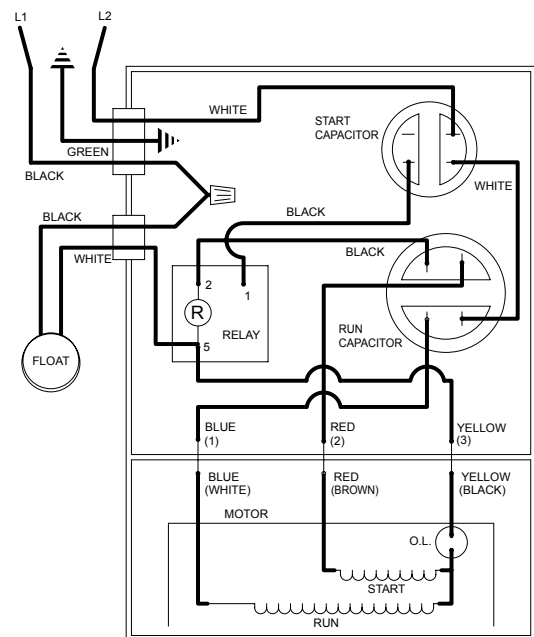 L1
L2
WHITE
START
CAPACITOR
GREEN
BLACK
WHITE
BLACK
BLACK
WHITE
BLACK
2
1
R
RELAY
RUN
CAPACITOR
5
FLOAT
BLUE
(1)
RED
(2)
YELLOW
(3)
BLUE
(WHITE)
RED
(BROWN)
YELLOW
(BLACK)
MOTOR
O.L.
START
RUN